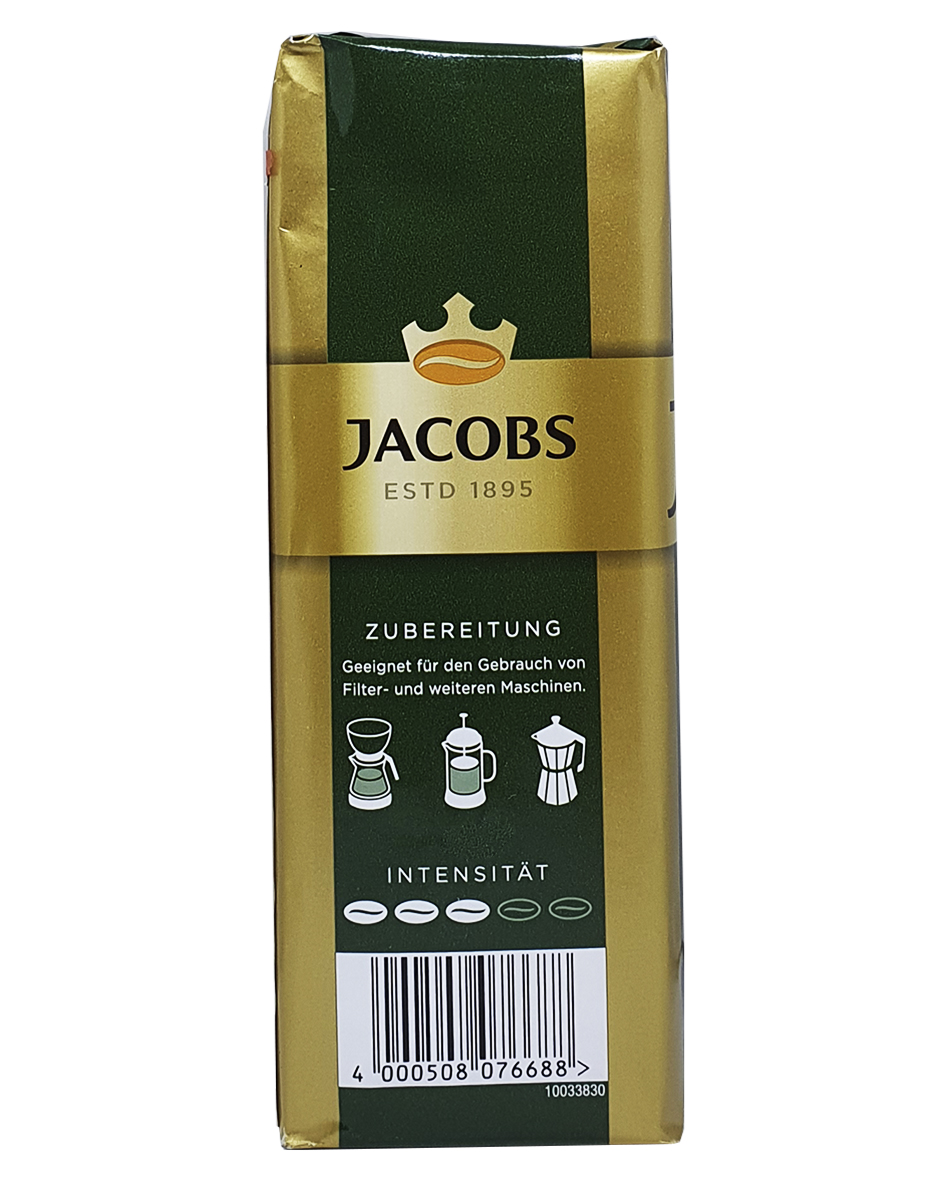 JACOBS
ESTD 1895
ZUBEREITUNG
Geeignet für den Gebrauch von
Filter- und weiteren Maschinen.
INTENSITÄT
4 000508 076688 >
10033830